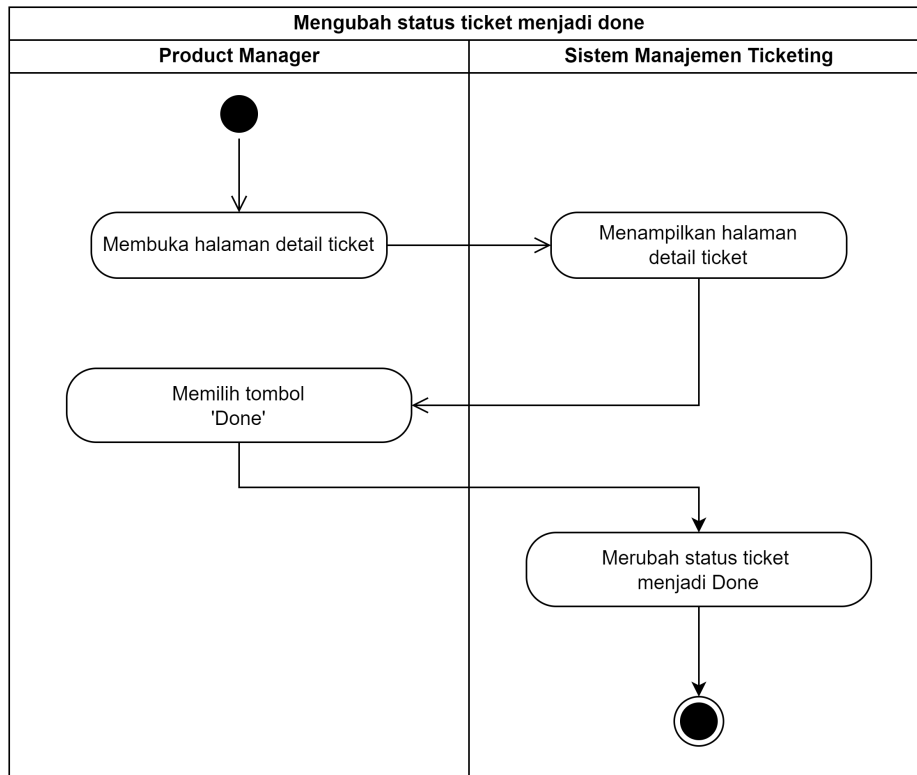 Mengubah status ticket menjadi done
Product Manager
Sistem Manajemen Ticketing
Membuka halaman detail ticket
Menampilkan halaman
detail ticket
Memilih tombol
'Done'
Merubah status ticket
menjadi Done